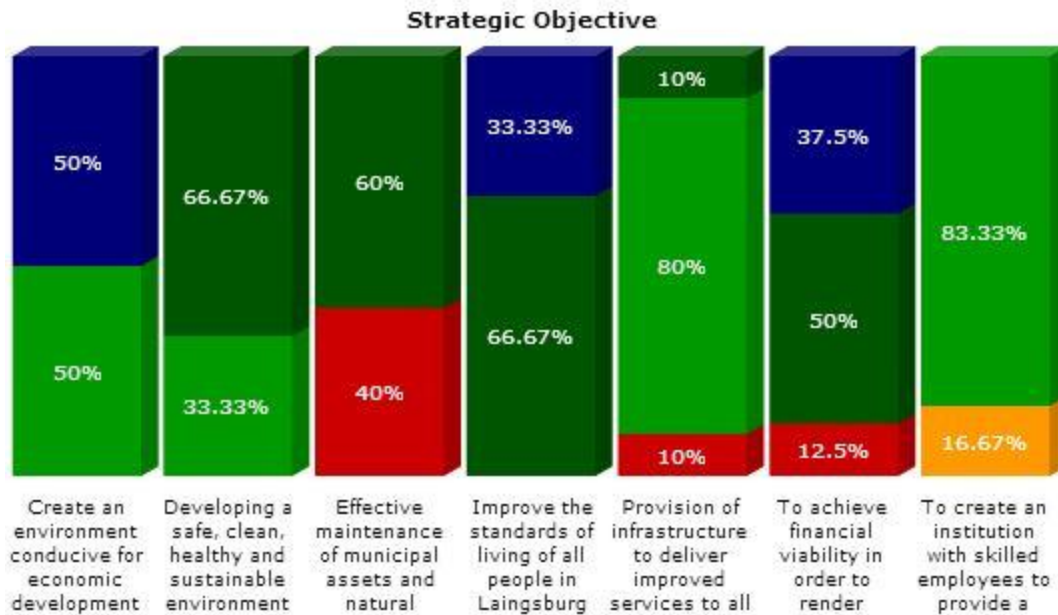 Strategic Objective
50%
50%
66.67%
33.33%
60%
40%
33.33%
66.67%
10%
80%
10%
37.5%
50%
12.5%
83.33%
16.67%
Create an
environment
conducive for
economic
development
Developing a
safe, clean,
healthy and
sustainable
environment
Effective
maintenance
of municipal
assets and
natural
Improve the
standards of
living of all
people in
Laingsburg
Provision of
infrastructure
to deliver
improved
services to all
To achieve
financial
viability in
order to
render
To create an
institution
with skilled
employees to
provide a